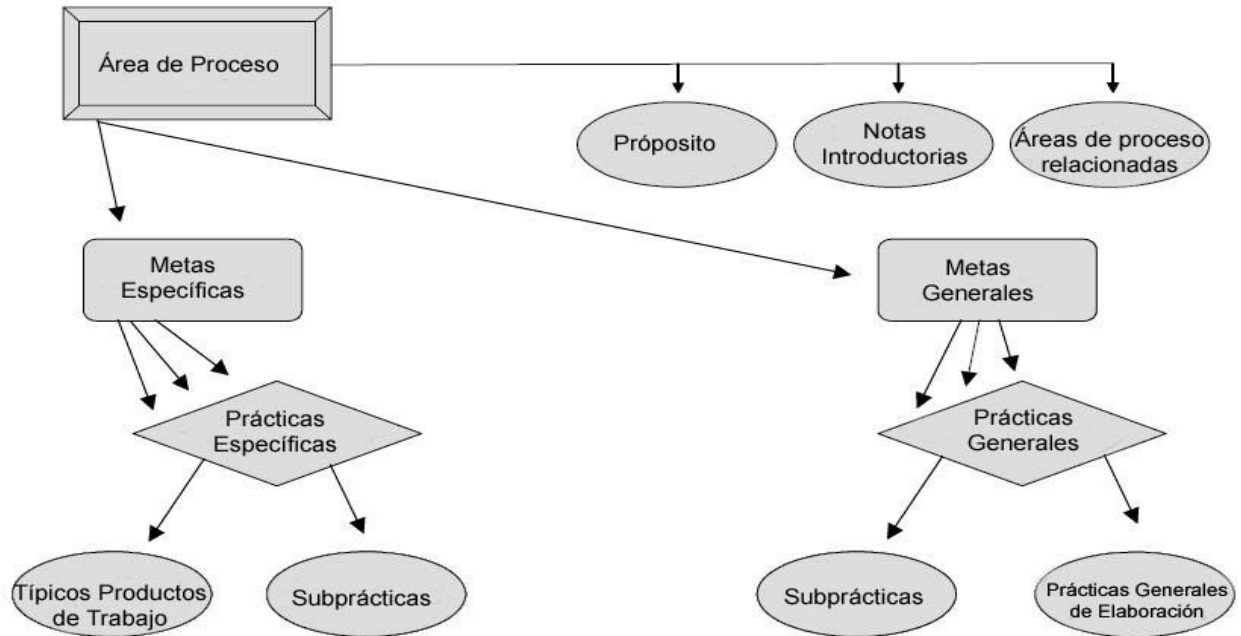 Área de Proceso
Próposito
Notas
Introductorias
Áreas de proceso
relacionadas
Metas
Específicas
Metas
Generales
Prácticas
Específicas
Prácticas
Generales
Típicos Productos
de Trabajo
Subprácticas
Subprácticas
Prácticas Generales
de Elaboración